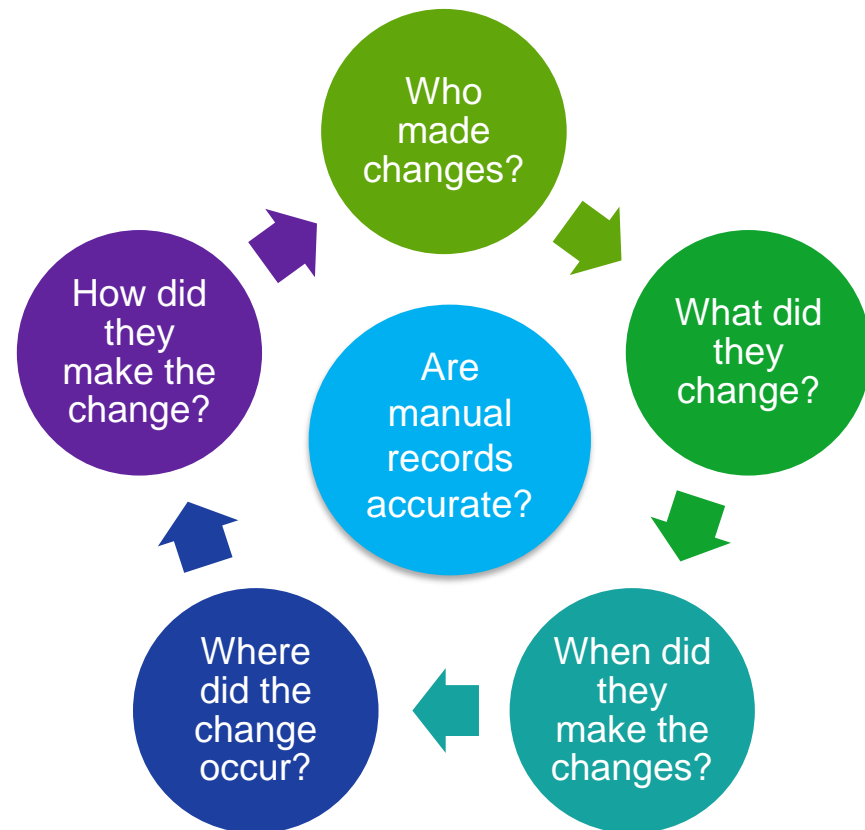 Who
made
changes?
What did
they
change?
When did
they
make the
changes?
Where
did the
change
occur?
How did
they
make the
change?
Are
manual
records
accurate?